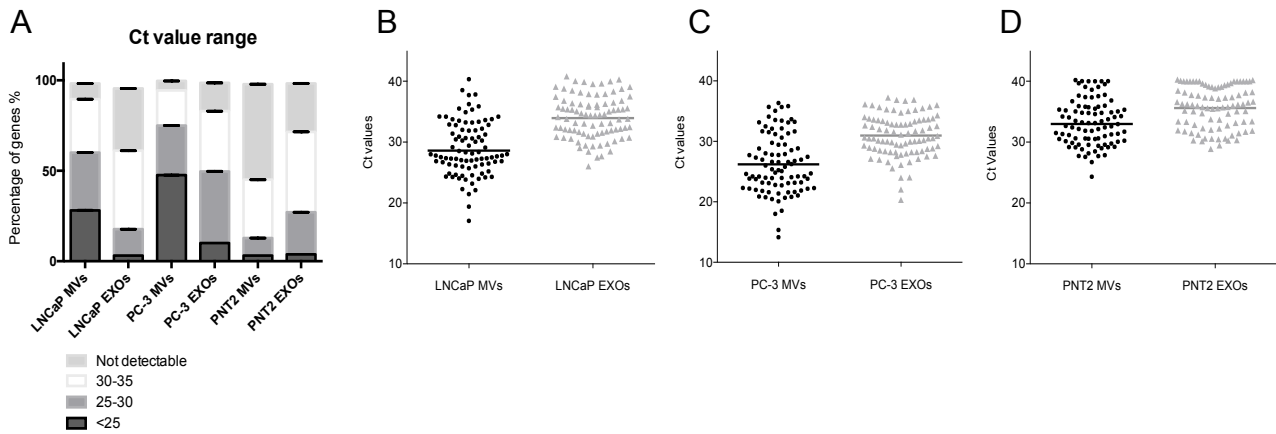 A
Ct value range
Percentage of genes %
100
50
0
LNCaP MVs
LNCaP EXOs
PC-3 MVs
PC-3 EXOs
PNT2 MVs
PNT2 EXOs
Not detectable
30-35
25-30
<25
B
Ct values
40
30
20
10
LNCaP MVs
LNCaP EXOs
C
Ct values
40
30
20
10
PC-3 MVs
PC-3 EXOs
D
Ct Values
40
30
20
10
PNT2 MVs
PNT2 EXOs